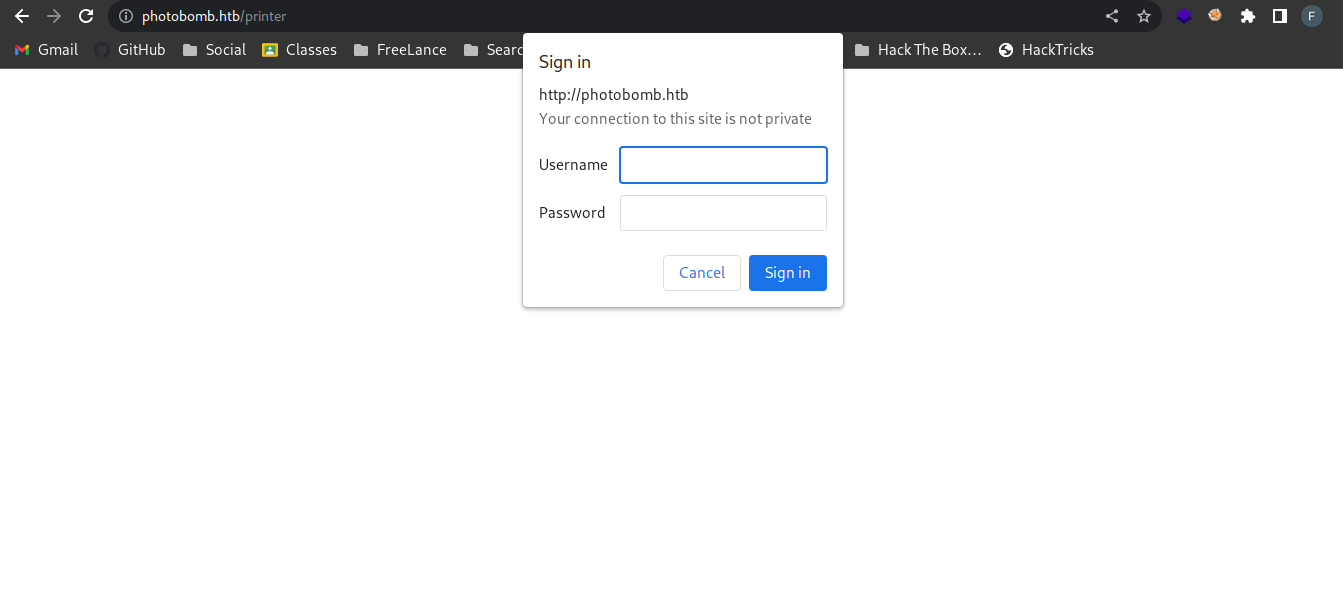 photobomb.htb/printer
F
Gmail GitHub Social Classes FreeLance Searc Hack The Box... HackTricks
Sign in
http://photobomb.htb
Your connection to this site is not private
Username
Password
Cancel Sign in